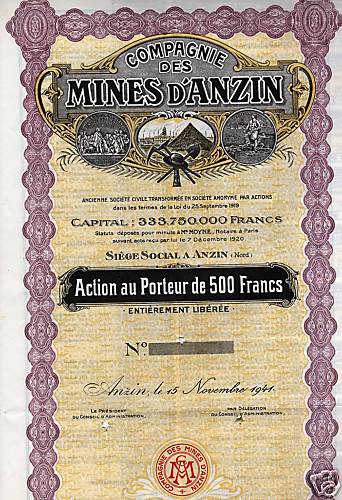 COMPAGNIE
DES
MINES D'ANZIN
ANCIENNE SOCIÉTÉ CIVILE TRANSFORMÉE EN SOCIÉTÉ ANONYME PAR ACTIONS
dans les termes de la Loi du 25 Septembre 1919
CAPITAL : 333.750.000 FRANCS
Statuts déposés pour minute à Me MOYNE, Notaire à Paris
suivant acte reçu par lui le 7 Décembre 1920
SIÈGE SOCIAL A ANZIN (Nord)
Action au Porteur de 500 Francs
· ENTIÈREMENT LIBÉRÉE ·
No
Anzin, le 15 Novembre 1941.
LE PRÉSIDENT
DU CONSEIL D'ADMINISTRATION,
PAR DÉLÉGATION
DU CONSEIL D'ADMINISTRATION,
COMPAGNIE DES MINES D'ANZIN